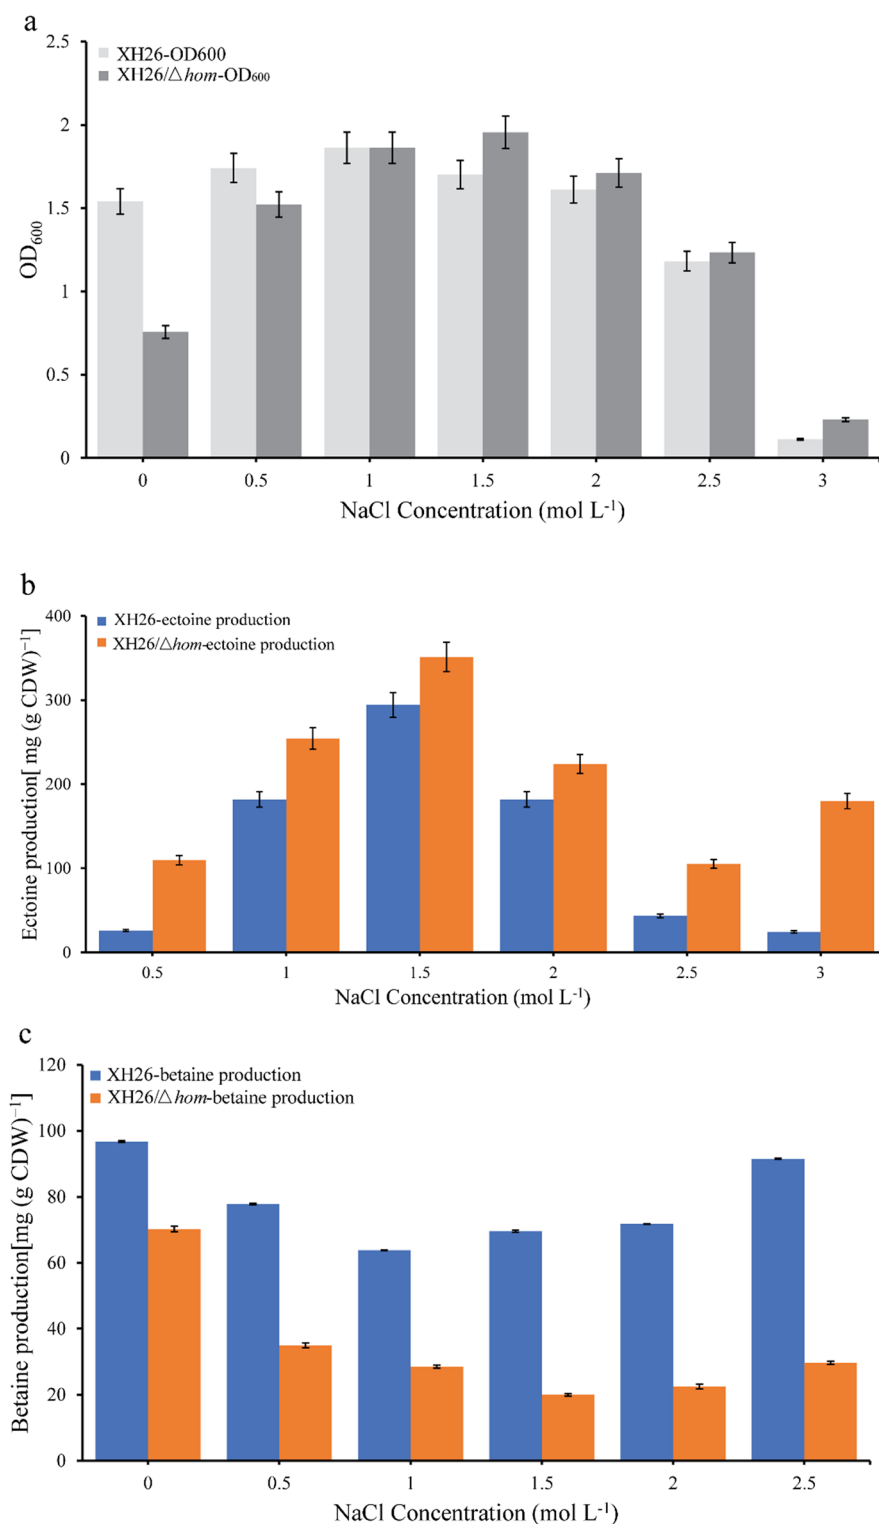 a
2.5
2
1.5
1
0.5
0
OD₆₀₀
XH26-OD600
XH26/△hom-OD₆₀₀
0 0.5 1 1.5 2 2.5 3
NaCl Concentration (mol L⁻¹)
b
400
300
200
100
0
Ectoine production[ mg (g CDW)⁻¹]
XH26-ectoine production
XH26/△hom-ectoine production
0.5 1 1.5 2 2.5 3
NaCl Concentration (mol L⁻¹)
c
120
100
80
60
40
20
0
Betaine production[mg (g CDW)⁻¹]
XH26-betaine production
XH26/△hom-betaine production
0 0.5 1 1.5 2 2.5
NaCl Concentration (mol L⁻¹)